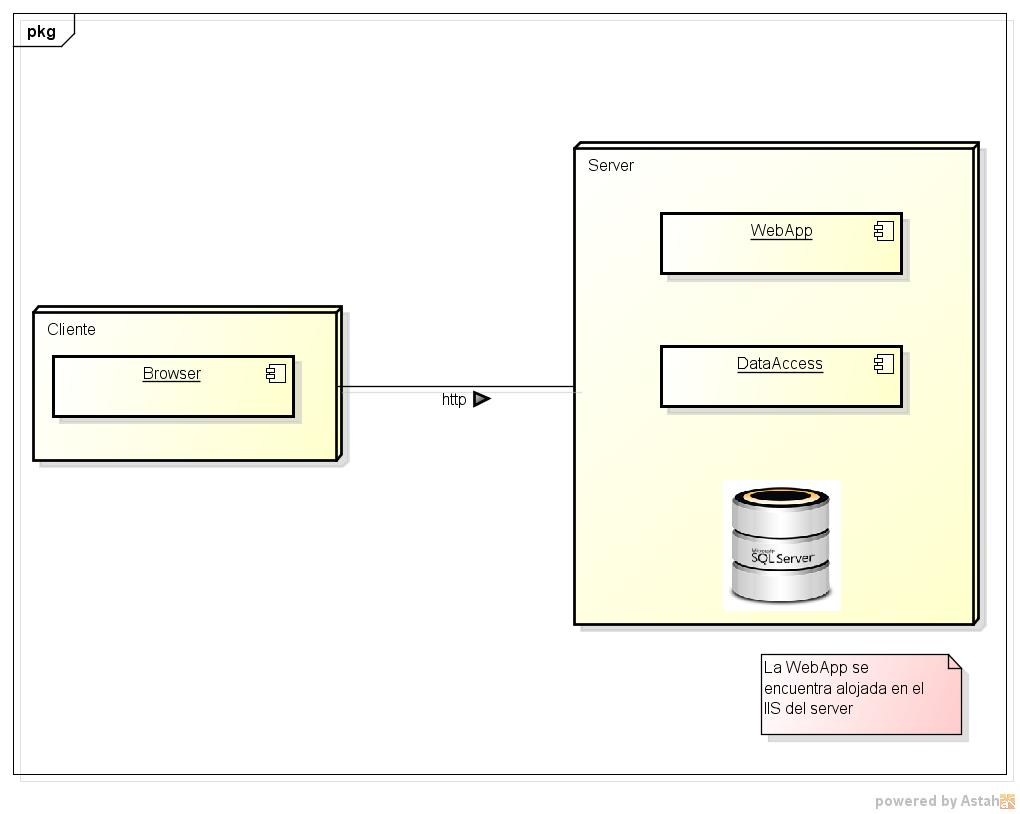 pkg
Server
WebApp
Cliente
Browser
DataAccess
http
Microsoft
SQL Server
La WebApp se
encuentra alojada en el
IIS del server
powered by Astah